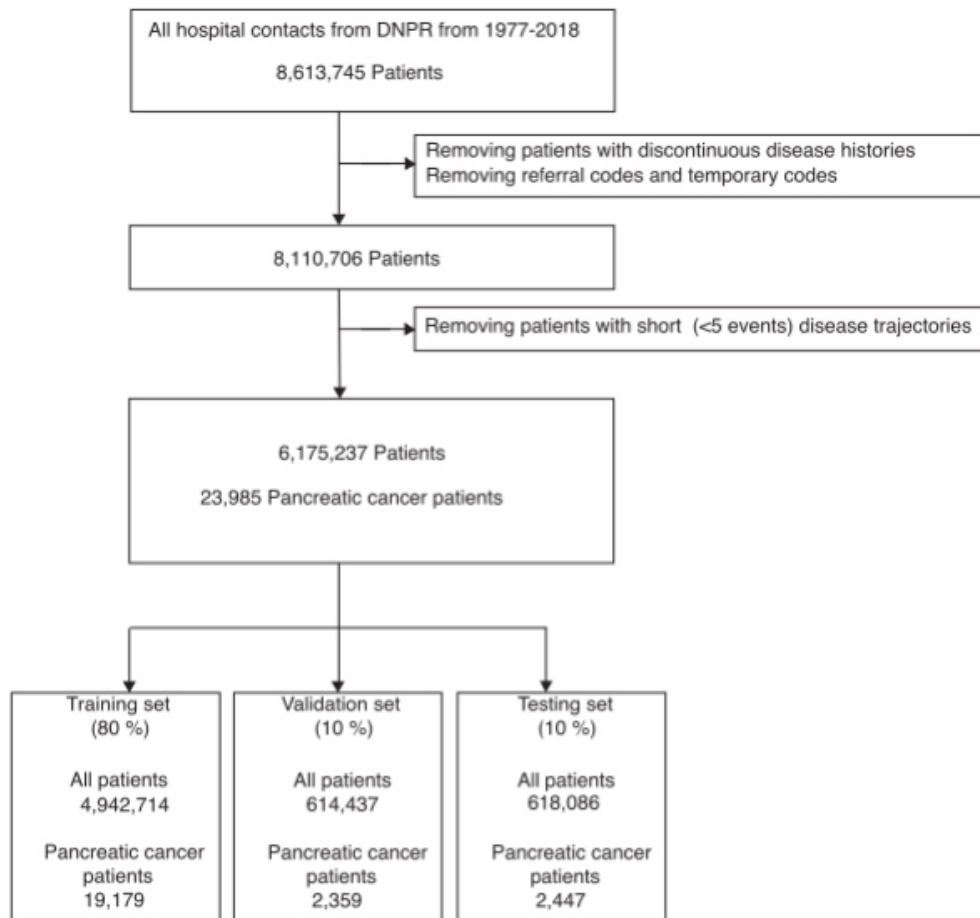 All hospital contacts from DNPR from 1977-2018
8,613,745 Patients
Removing patients with discontinuous disease histories
Removing referral codes and temporary codes
8,110,706 Patients
Removing patients with short (<5 events) disease trajectories
6,175,237 Patients
23,985 Pancreatic cancer patients
Training set
(80 %)
All patients
4,942,714
Pancreatic cancer
patients
19,179
Validation set
(10 %)
All patients
614,437
Pancreatic cancer
patients
2,359
Testing set
(10 %)
All patients
618,086
Pancreatic cancer
patients
2,447